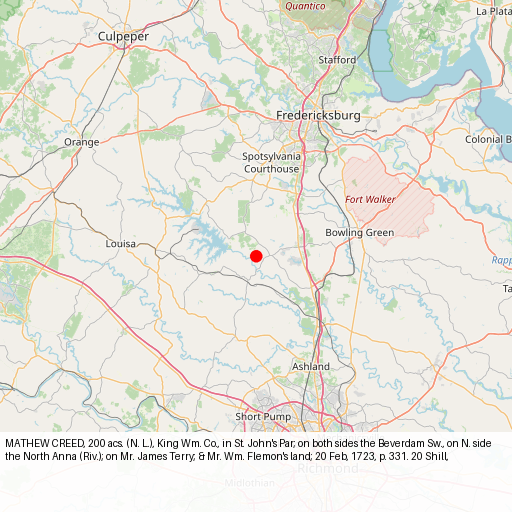 Quantico
La Plata
Culpeper
Stafford
Fredericksburg
Orange
Colonial B
Spotsylvania
Courthouse
Fort Walker
Bowling Green
Louisa
Rapp
Ta
Ashland
Short Pump
MATHEW CREED, 200 acs. (N. L.), King Wm. Co., in St. John's Par, on both sides the Beverdam Sw., on N. side
the North Anna (Riv.); on Mr. James Terry; & Mr. Wm. Flemon's land; 20 Feb, 1723, p. 331. 20 Shill,
Richmond
Midlothian